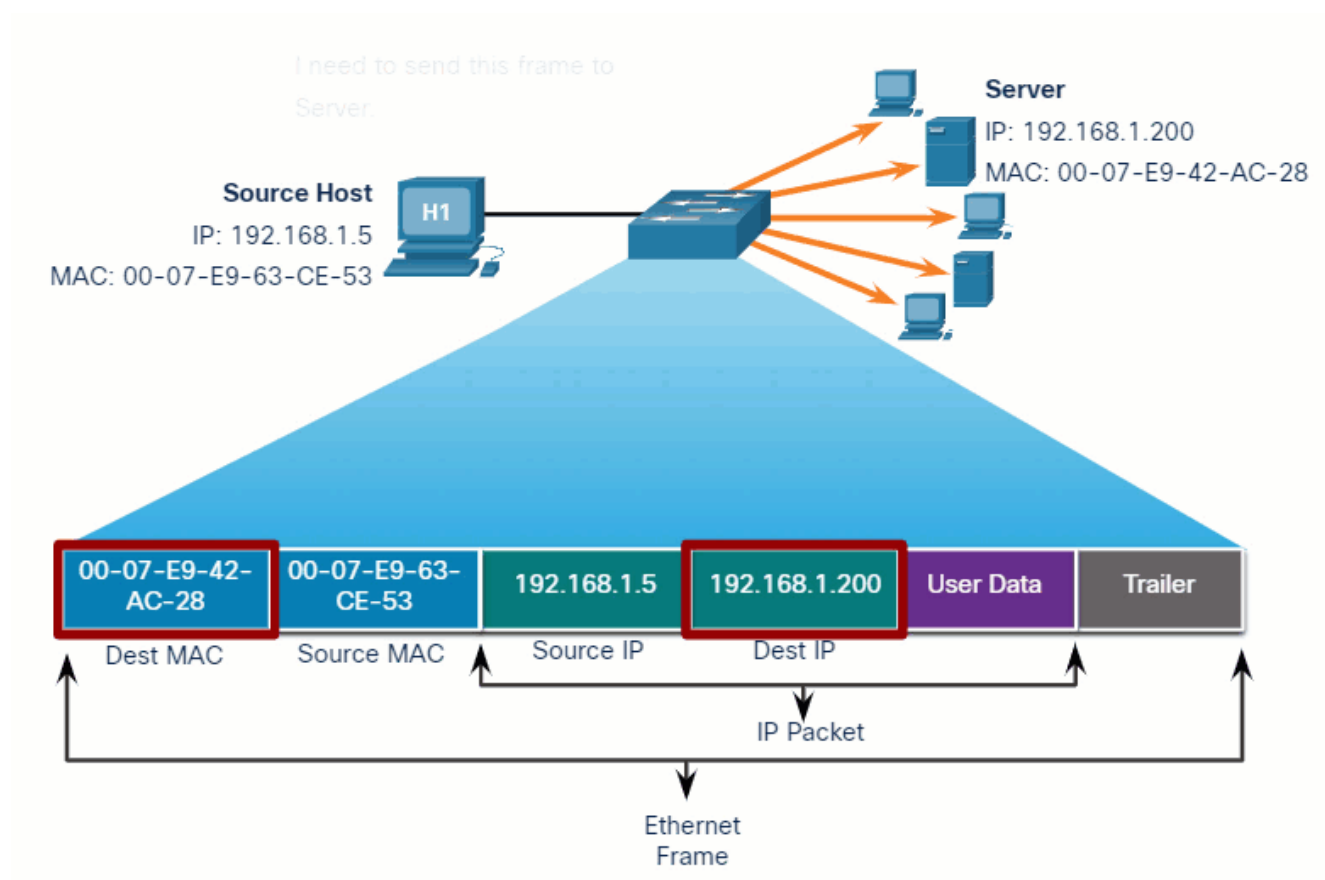 I need to send this frame to
Server.
Server
IP: 192.168.1.200
MAC: 00-07-E9-42-AC-28
Source Host
IP: 192.168.1.5
MAC: 00-07-E9-63-CE-53
H1
00-07-E9-42-
AC-28
00-07-E9-63-
CE-53
192.168.1.5
192.168.1.200
User Data
Trailer
Dest MAC
Source MAC
Source IP
Dest IP
IP Packet
Ethernet
Frame